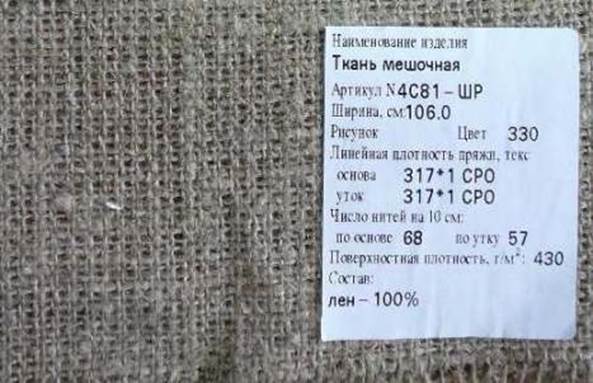 Наименование изделия
Ткань мешочная
Артикул N4С81-ШР
Ширина, см:106.0
Рисунок Цвет 330
Линейная плотность пряжи, текс
основа 317*1 СРО
уток 317*1 СРО
Число нитей на 10 см:
по основе 68 по утку 57
Поверхностная плотность, г/м²: 430
Состав:
лен - 100%